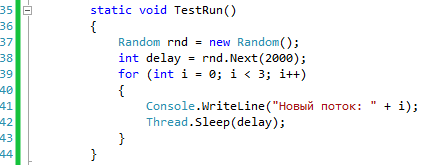 35 static void TestRun()
36 {
37 Random rnd = new Random();
38 int delay = rnd.Next(2000);
39 for (int i = 0; i < 3; i++)
40 {
41 Console.WriteLine("Новый поток: " + i);
42 Thread.Sleep(delay);
43 }
44 }